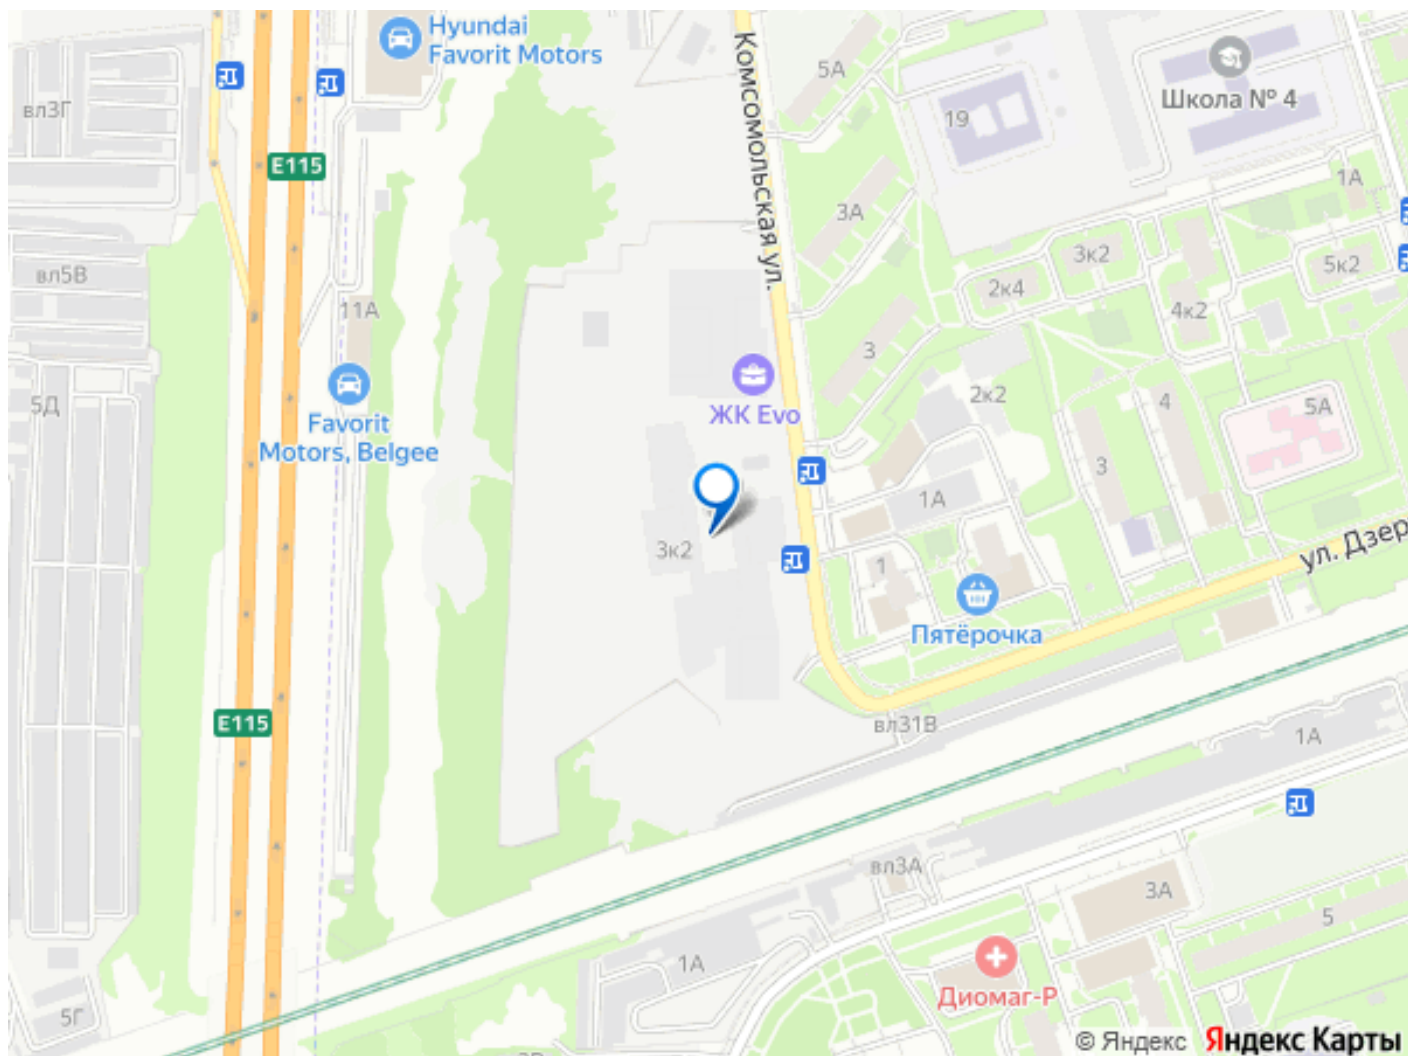 Hyundai
Favorit Motors
Комсомольская ул.
5А
Школа № 4
19
вл3Г
E115
1А
3А
3к2
5к2
2к4
4к2
вл5В
11А
3
2к2
4
5А
5Д
ЖК Evo
Favorit
Motors, Belgee
3
1А
3к2
1
ул. Дзер
Пятёрочка
E115
вл31В
1А
вл3А
3А
5
1А
Диомаг-Р
5Г
© Яндекс Яндекс Карты